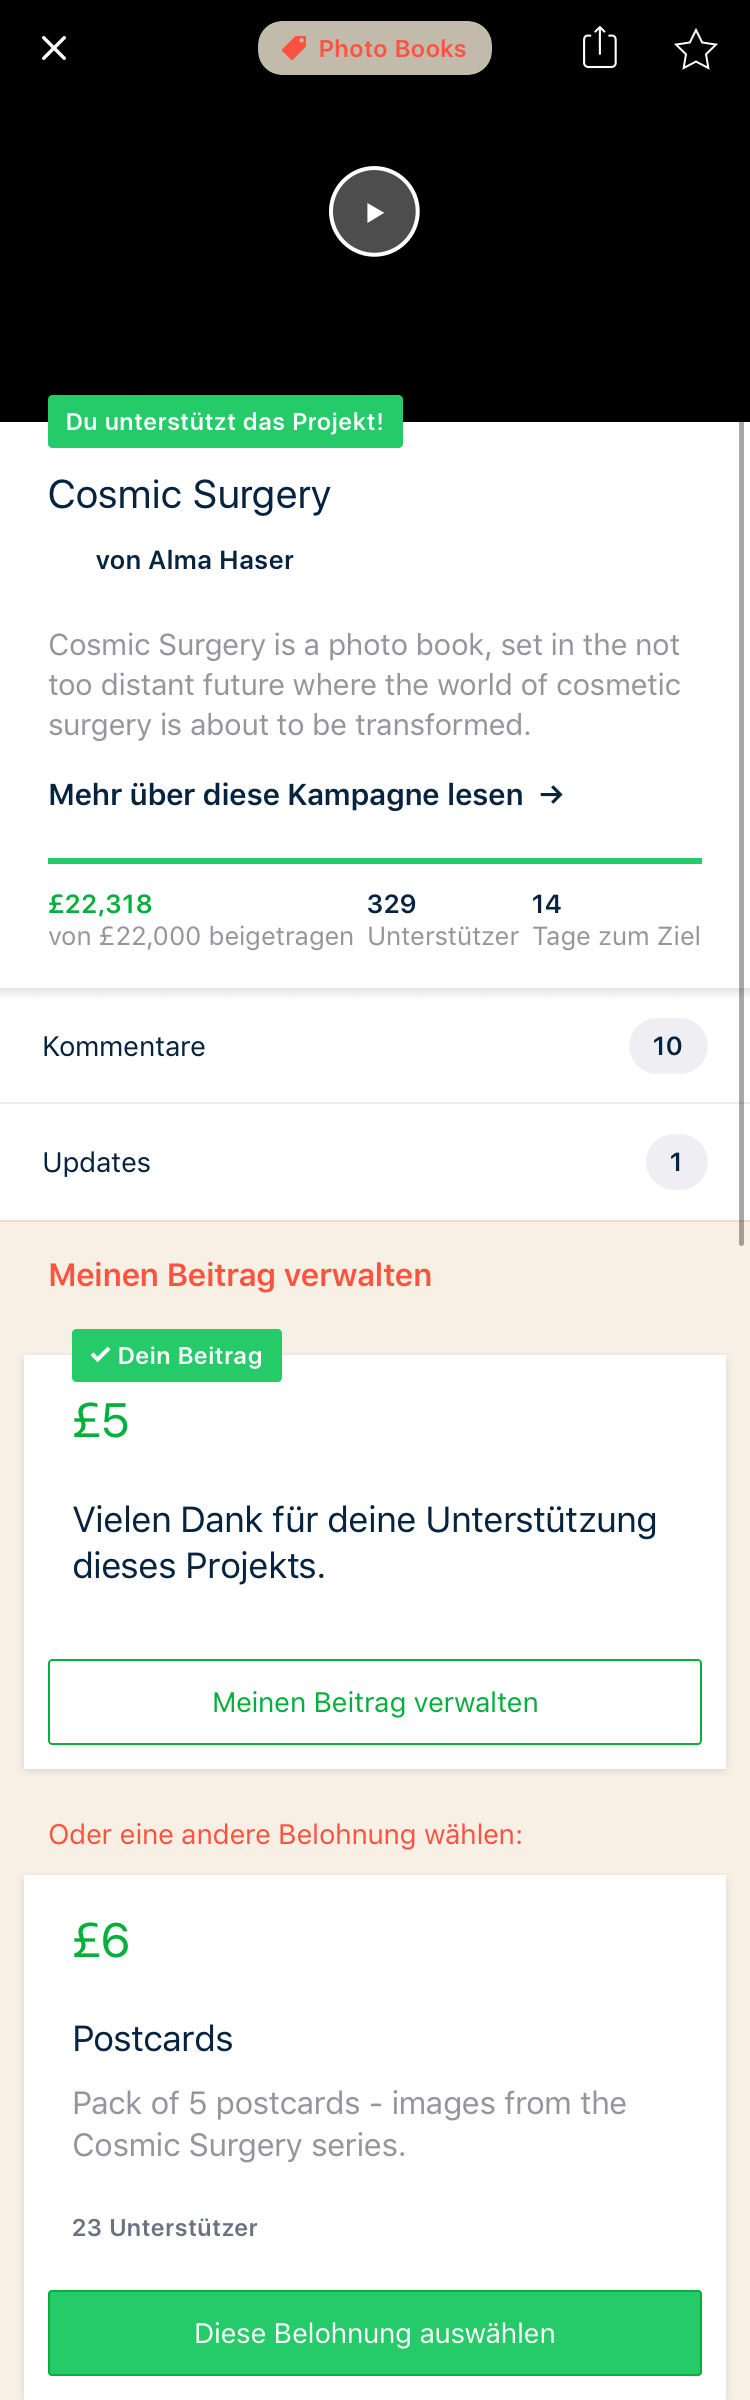 Photo Books
Du unterstützt das Projekt!
Cosmic Surgery
von Alma Haser
Cosmic Surgery is a photo book, set in the not
too distant future where the world of cosmetic
surgery is about to be transformed.
Mehr über diese Kampagne lesen →
£22,318
von £22,000 beigetragen
329
Unterstützer
14
Tage zum Ziel
Kommentare
10
Updates
1
Meinen Beitrag verwalten
✓ Dein Beitrag
£5
Vielen Dank für deine Unterstützung
dieses Projekts.
Meinen Beitrag verwalten
Oder eine andere Belohnung wählen:
£6
Postcards
Pack of 5 postcards - images from the
Cosmic Surgery series.
23 Unterstützer
Diese Belohnung auswählen